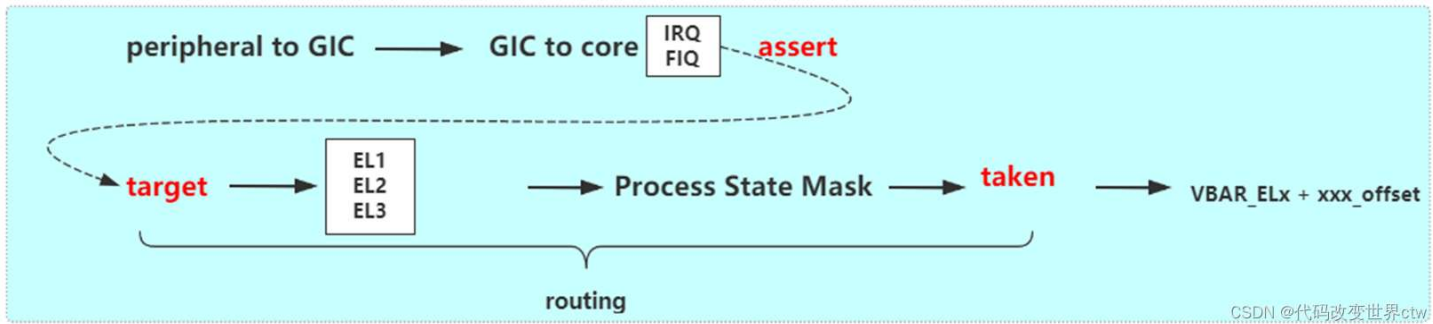 peripheral to GIC
GIC to core
IRQ
FIQ
assert
target
EL1
EL2
EL3
Process State Mask
taken
VBAR_ELx + xxx_offset
routing
CSDN @代码改变世界ctw